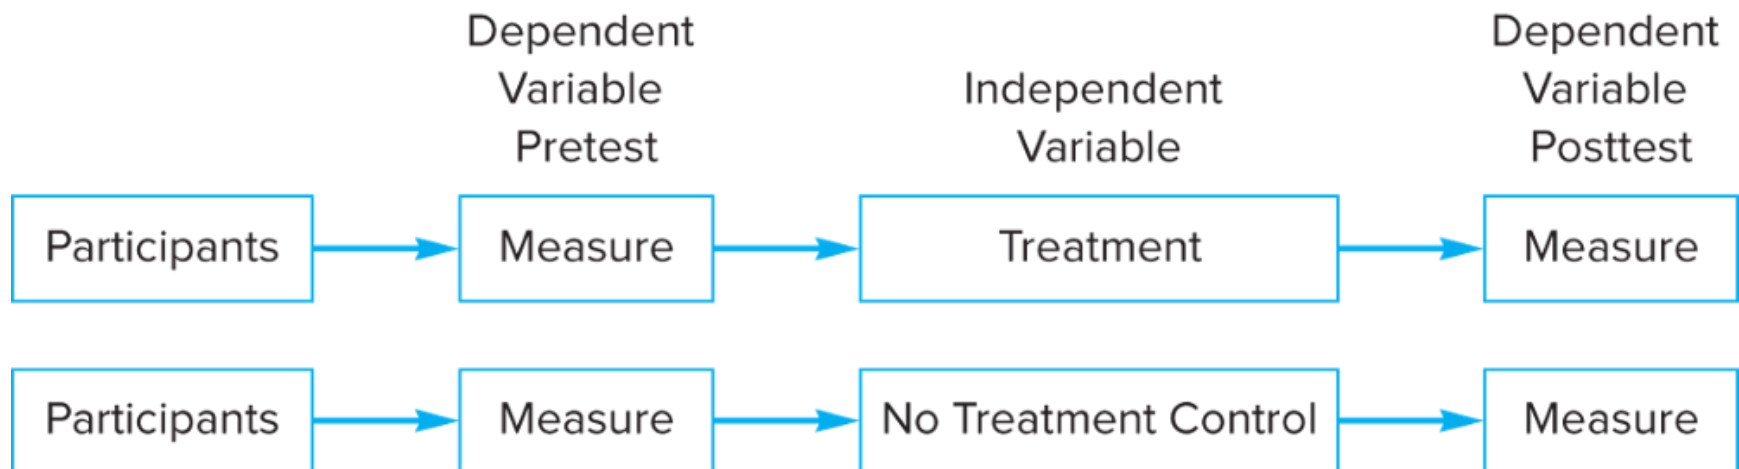 Dependent
Variable
Pretest
Independent
Variable
Dependent
Variable
Posttest
Participants
Measure
Treatment
Measure
Participants
Measure
No Treatment Control
Measure